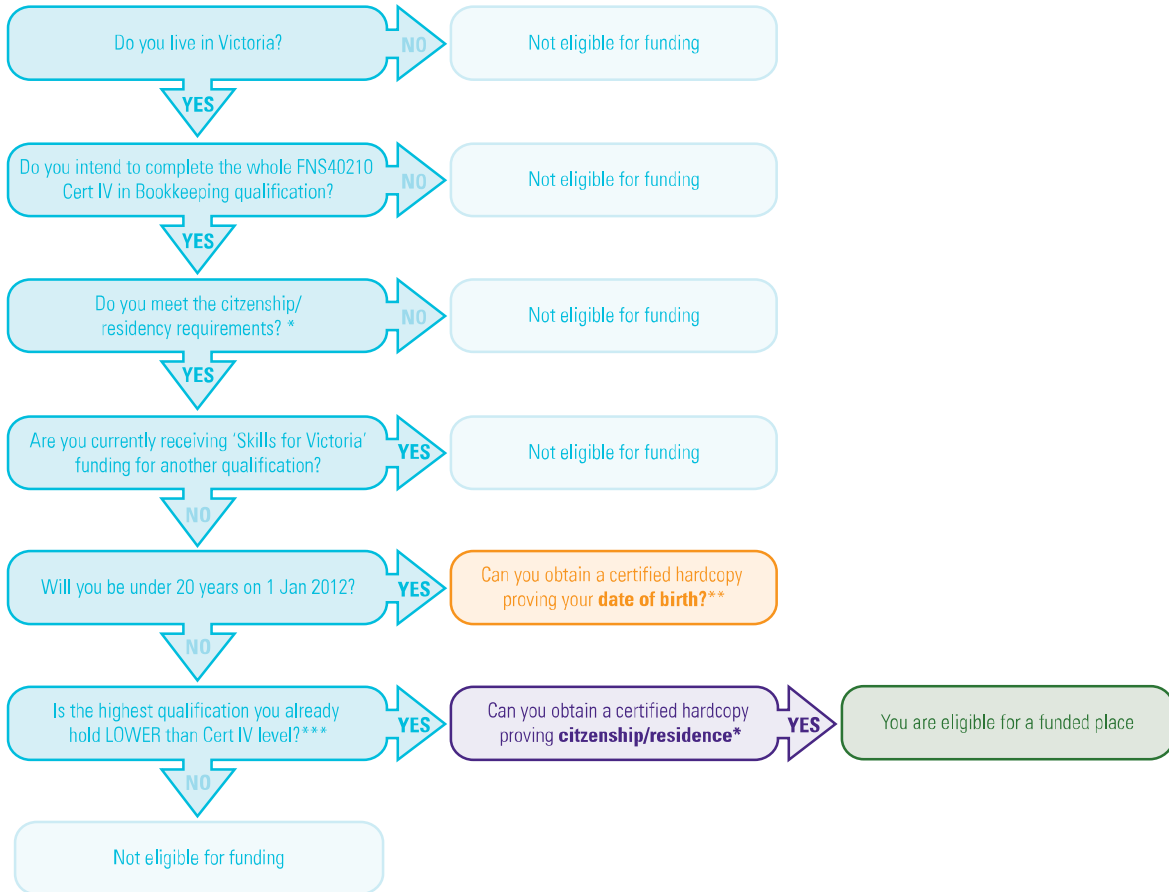 Do you live in Victoria?
NO
Not eligible for funding
YES
Do you intend to complete the whole FNS40210
Cert IV in Bookkeeping qualification?
NO
Not eligible for funding
YES
Do you meet the citzenship/
residency requirements? *
NO
Not eligible for funding
YES
Are you currently receiving ‘Skills for Victoria’
funding for another qualification?
YES
Not eligible for funding
NO
Will you be under 20 years on 1 Jan 2012?
YES
Can you obtain a certified hardcopy
proving your date of birth?**
NO
Is the highest qualification you already
hold LOWER than Cert IV level?***
YES
Can you obtain a certified hardcopy
proving citzenship/residence*
YES
You are eligible for a funded place
NO
Not eligible for funding